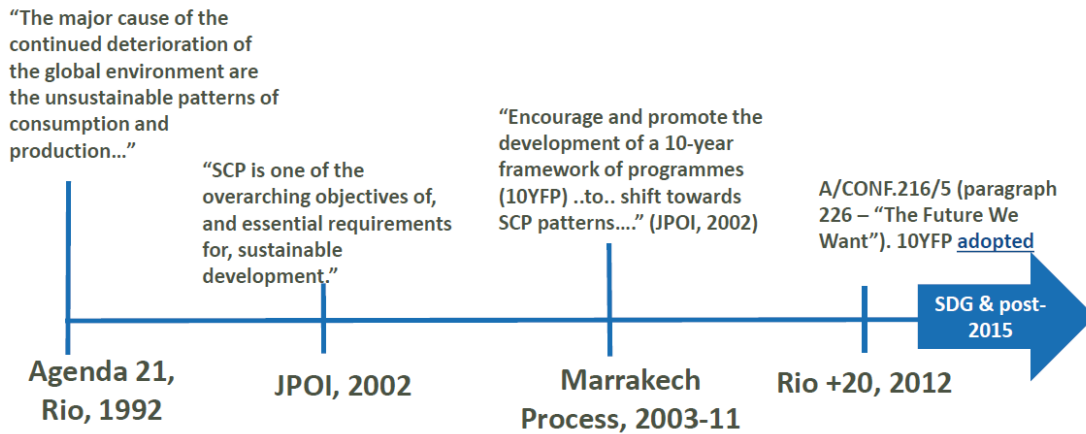 “The major cause of the
continued deterioration of
the global environment are
the unsustainable patterns of
consumption and
production…”
“SCP is one of the
overarching objectives of,
and essential requirements
for, sustainable
development.”
“Encourage and promote the
development of a 10-year
framework of programmes
(10YFP) ..to.. shift towards
SCP patterns….” (JPOI, 2002)
A/CONF.216/5 (paragraph
226 – “The Future We
Want”). 10YFP adopted
SDG & post-
2015
Agenda 21,
Rio, 1992
JPOI, 2002
Marrakech
Process, 2003-11
Rio +20, 2012